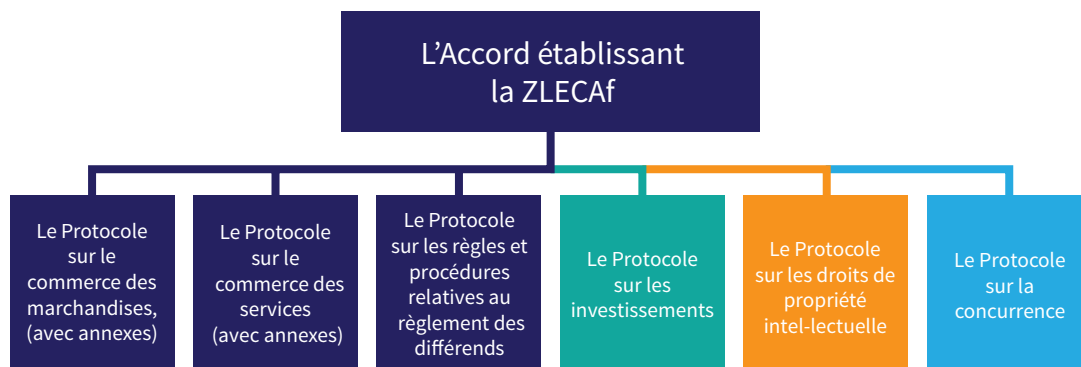 L'Accord établissant
la ZLECAf
Le Protocole
sur le
commerce des
marchandises,
(avec annexes)
Le Protocole
sur le
commerce des
services
(avec annexes)
Le Protocole
sur les règles et
procédures
relatives au
règlement des
différends
Le Protocole
sur les
investissements
Le Protocole
sur les droits de
propriété
intel-lectuelle
Le Protocole
sur la
concurrence